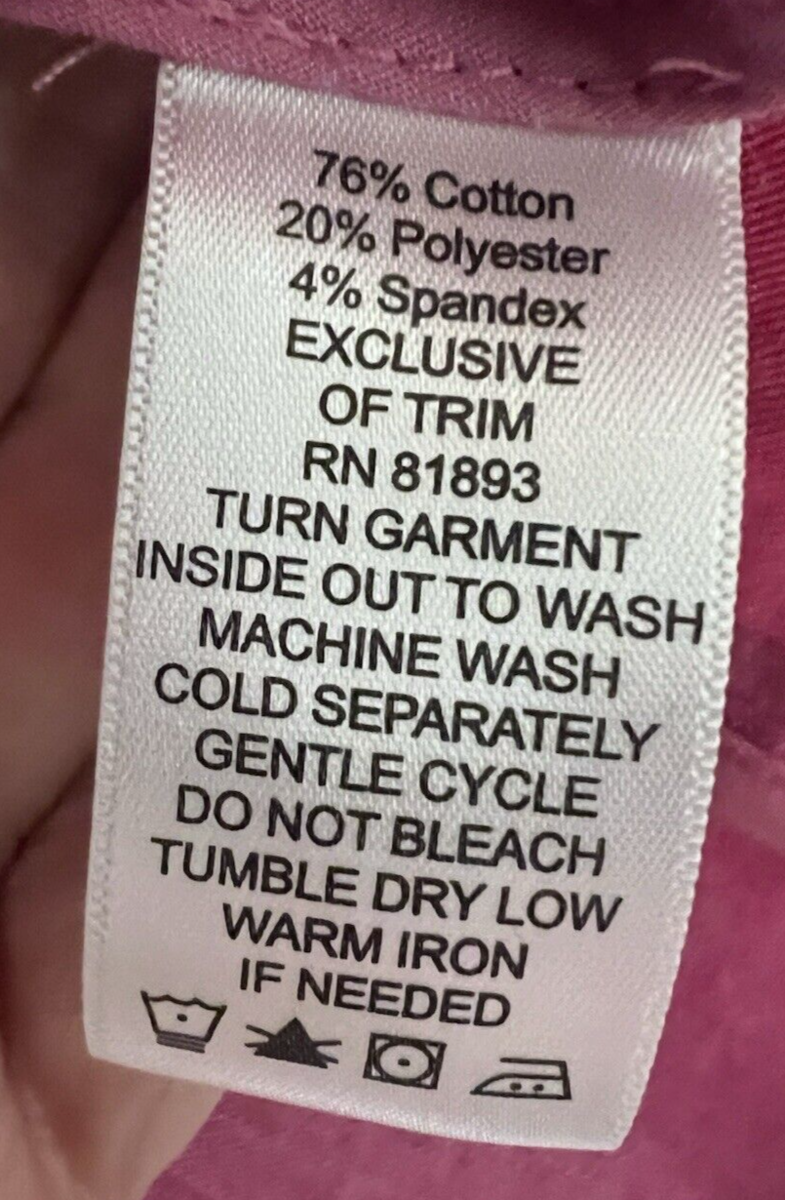 76% Cotton
20% Polyester
4% Spandex
EXCLUSIVE
OF TRIM
RN 81893
TURN GARMENT
INSIDE OUT TO WASH
MACHINE WASH
COLD SEPARATELY
GENTLE CYCLE
DO NOT BLEACH
TUMBLE DRY LOW
WARM IRON
IF NEEDED